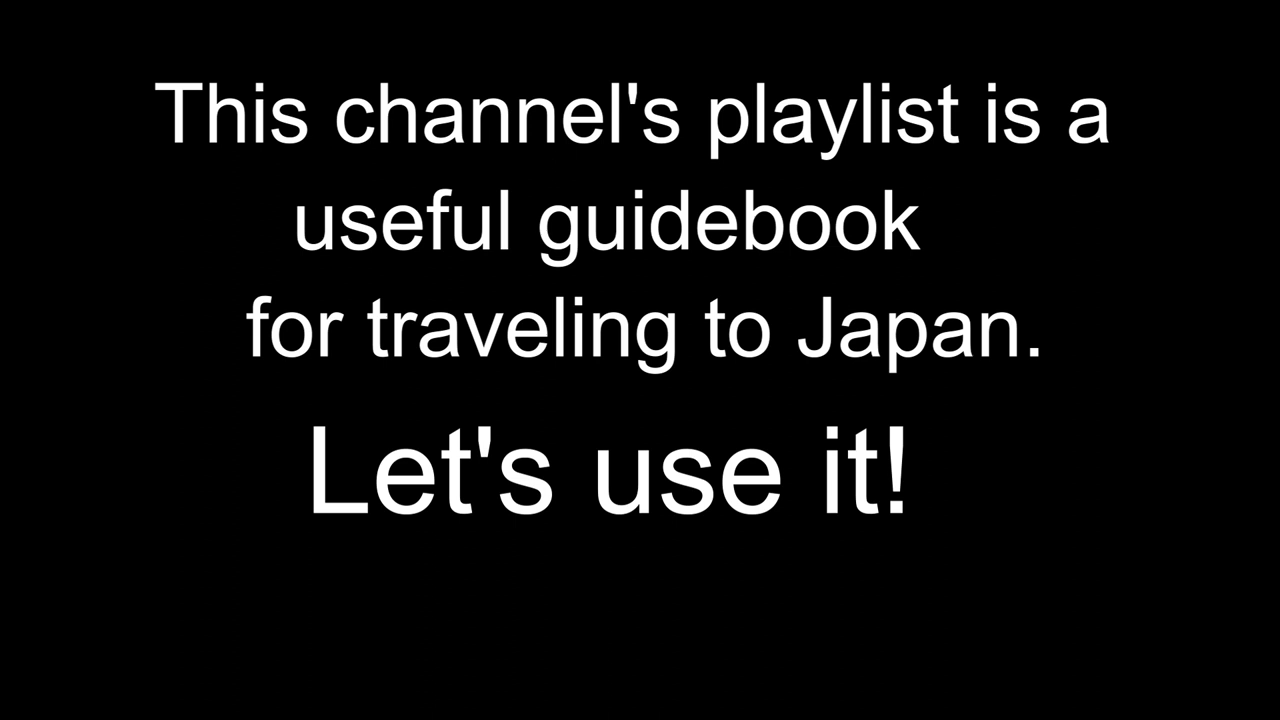 This channel's playlist is a
useful guidebook
for traveling to Japan.
Let's use it!